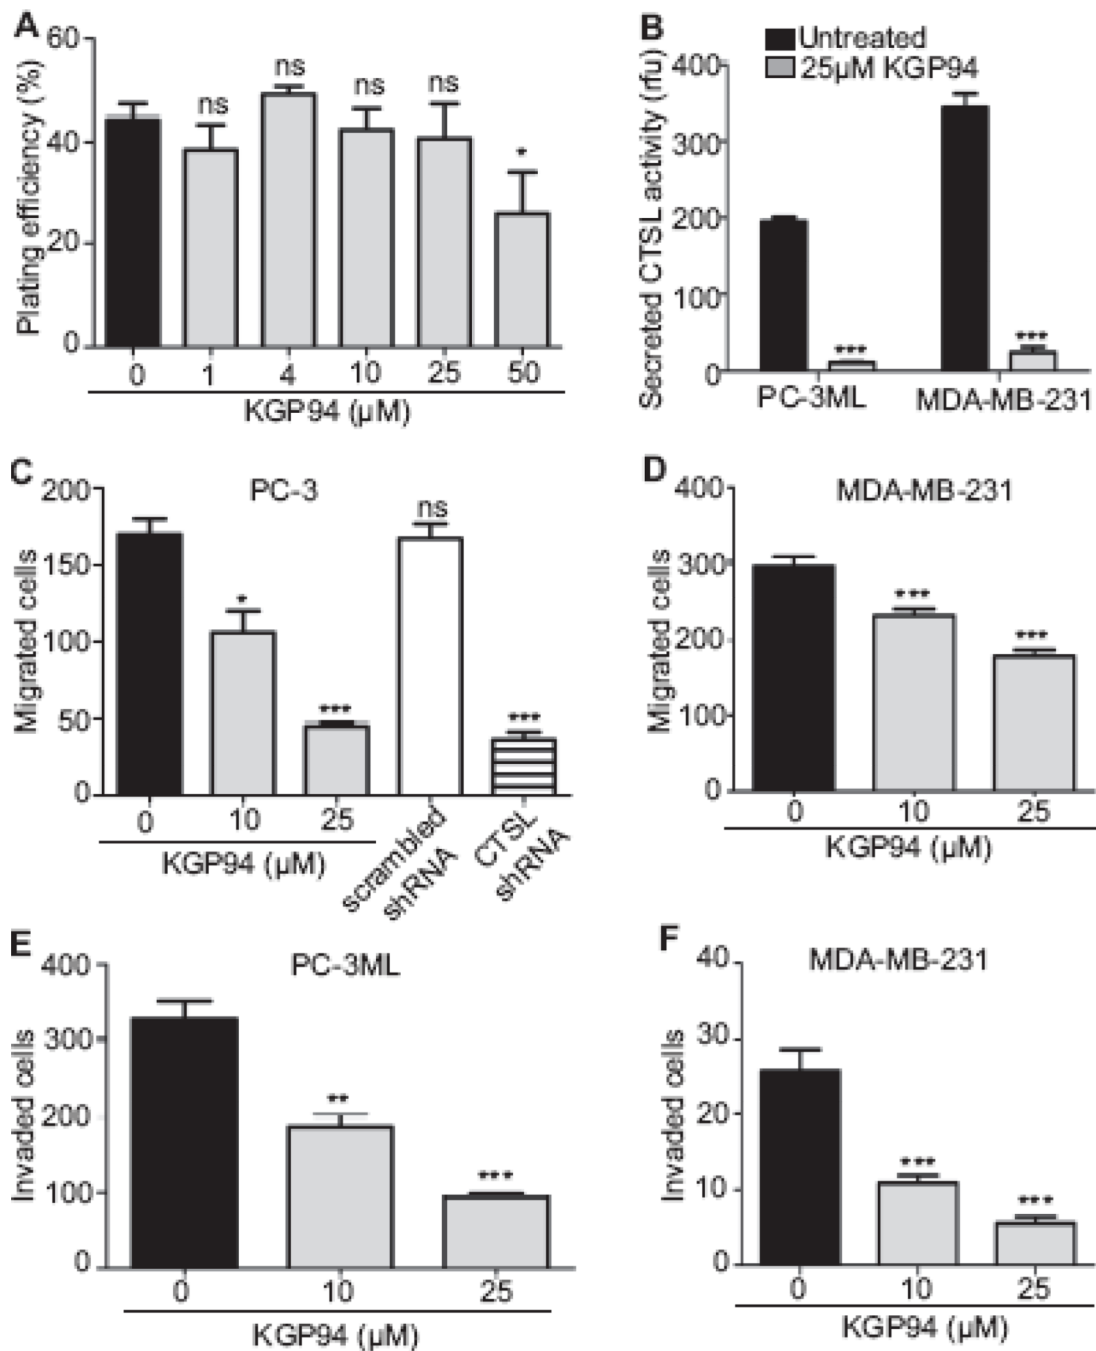 A
Plating efficiency (%)
60
40
20
0
ns
ns
ns
ns
*
0 1 4 10 25 50
KGP94 (µM)
B
Untreated
25µM KGP94
Secreted CTSL activity (rfu)
400
300
200
100
0
***
***
PC-3ML MDA-MB-231
C
PC-3
Migrated cells
200
150
100
50
0
*
***
ns
***
0 10 25
KGP94 (µM)
scrambled
shRNA
CTSL
shRNA
D
MDA-MB-231
Migrated cells
400
300
200
100
0
***
***
0 10 25
KGP94 (µM)
E
PC-3ML
Invaded cells
400
300
200
100
0
**
***
0 10 25
KGP94 (µM)
F
MDA-MB-231
Invaded cells
40
30
20
10
0
***
***
0 10 25
KGP94 (µM)